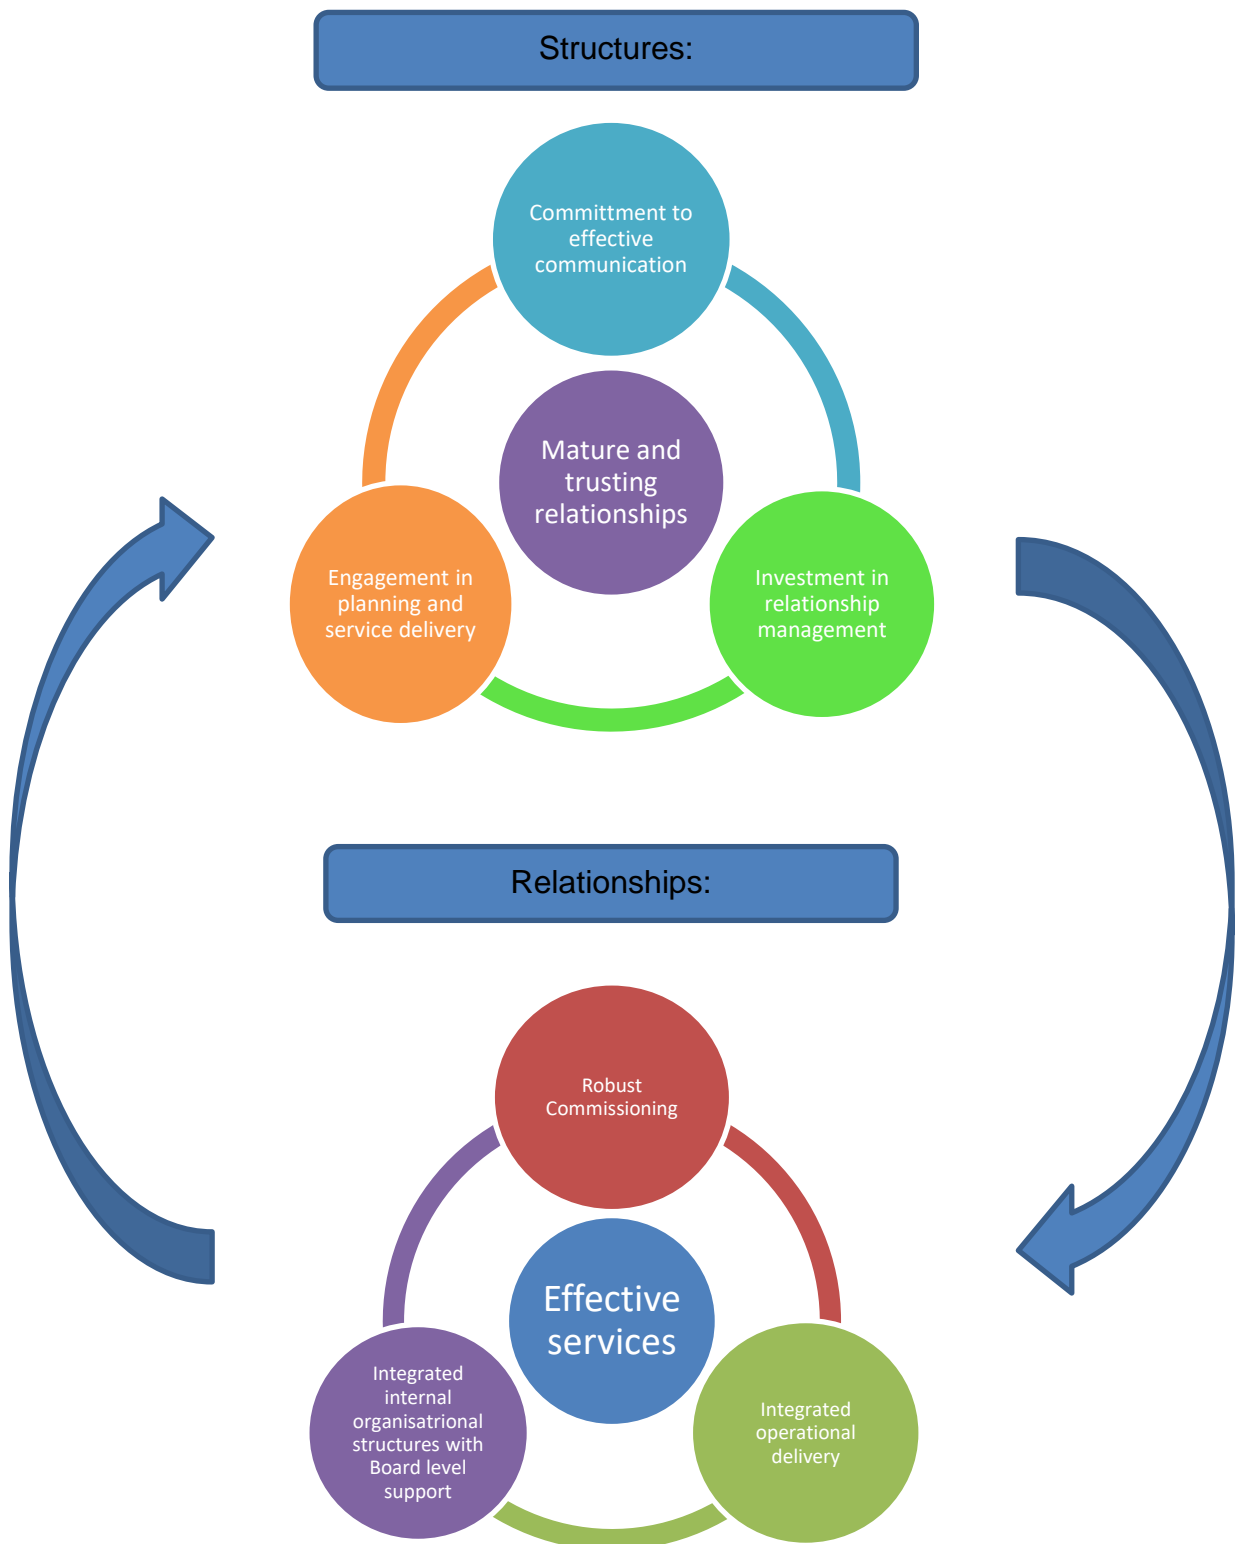 Structures:
Committment to
effective
communication
Mature and
trusting
relationships
Engagement in
planning and
service delivery
Investment in
relationship
management
Relationships:
Robust
Commissioning
Effective
services
Integrated
internal
organisatrional
structures with
Board level
support
Integrated
operational
delivery